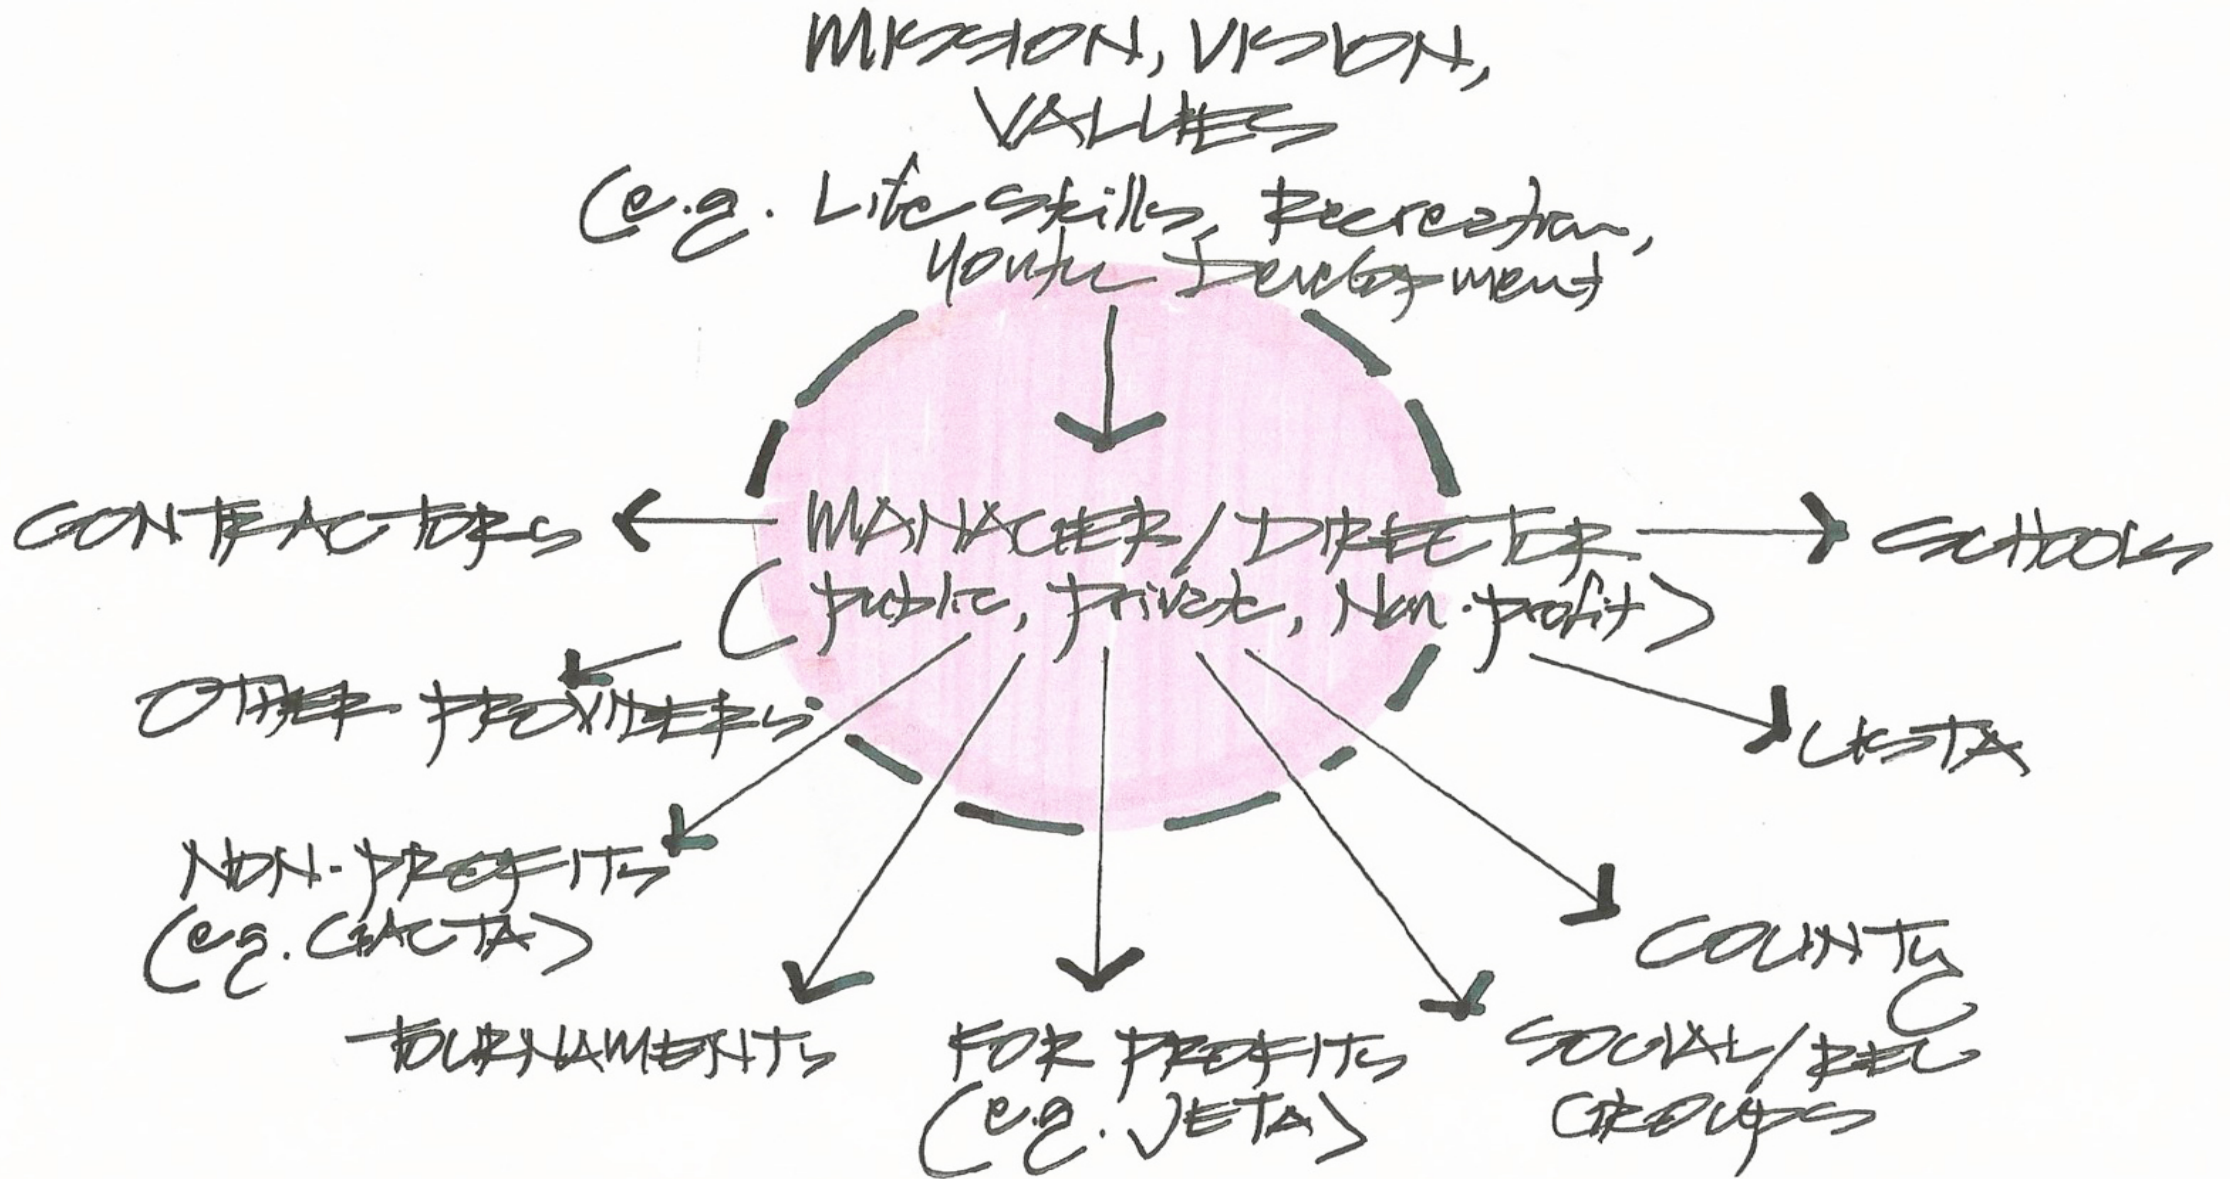 MISSION, VISION,
VALUES
(e.g. Life Skills, Recreation,
Youth Development
MANAGER/DIRECTOR
(public, private, Non-profit)
CONTRACTORS
SCHOOLS
OTHER PROVIDERS
USTA
NON-PROFITS
(e.g. GACTA)
COUNTY
TOURNAMENTS
FOR PROFITS
(e.g. JETA)
SOCIAL/REC
GROUPS